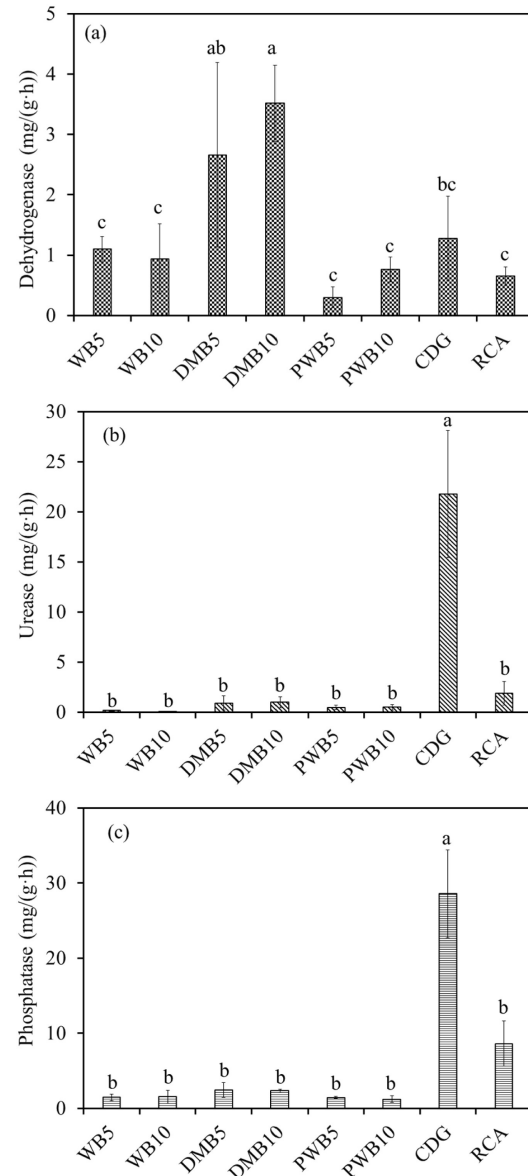 (a)
Dehydrogenase (mg/(g·h))
5
4
3
2
1
0
c
c
ab
a
c
c
bc
c
WB5
WB10
DMB5
DMB10
PWB5
PWB10
CDG
RCA
(b)
Urease (mg/(g·h))
30
25
20
15
10
5
0
b
b
b
b
b
b
a
b
WB5
WB10
DMB5
DMB10
PWB5
PWB10
CDG
RCA
(c)
Phosphatase (mg/(g·h))
40
30
20
10
0
b
b
b
b
b
b
a
b
WB5
WB10
DMB5
DMB10
PWB5
PWB10
CDG
RCA